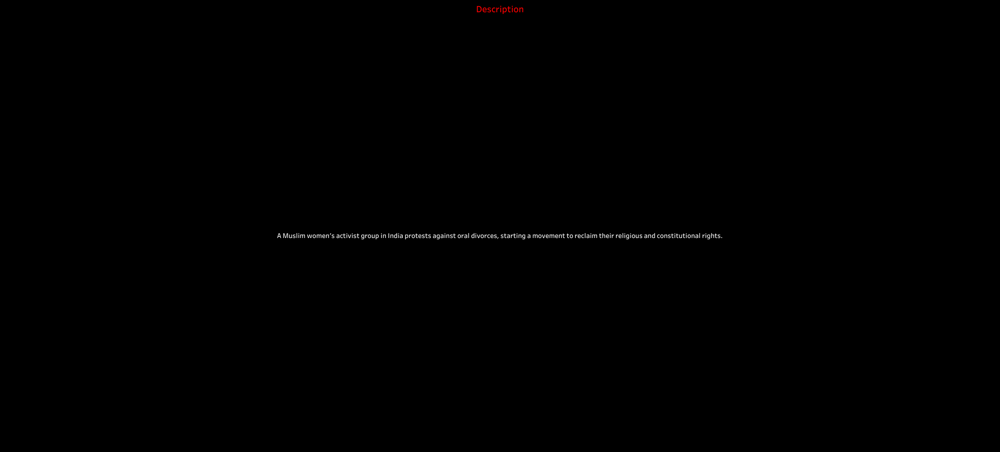 Description
A Muslim women’s activist group in India protests against oral divorces, starting a movement to reclaim their religious and constitutional rights.